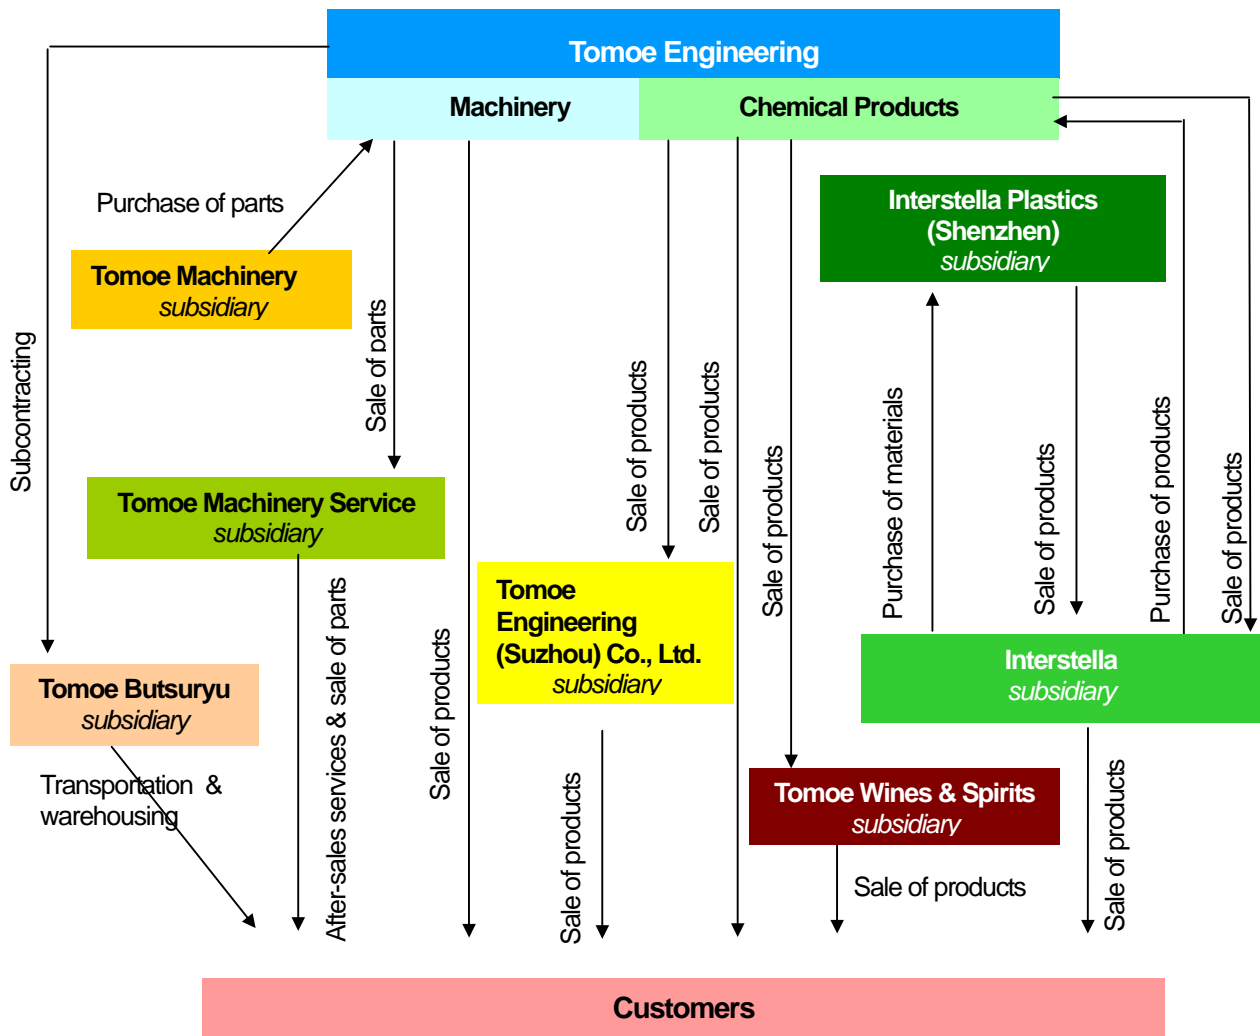 Tomoe Engineering
Machinery
Chemical Products
Purchase of parts
Interstella Plastics
(Shenzhen)
subsidiary
Tomoe Machinery
subsidiary
Subcontracting
Sale of parts
Sale of products
Sale of products
Sale of products
Purchase of materials
Sale of products
Purchase of products
Sale of products
Tomoe Machinery Service
subsidiary
Tomoe
Engineering
(Suzhou) Co., Ltd.
subsidiary
Interstella
subsidiary
Tomoe Butsuryu
subsidiary
Transportation &
warehousing
After-sales services & sale of parts
Sale of products
Sale of products
Tomoe Wines & Spirits
subsidiary
Sale of products
Sale of products
Customers